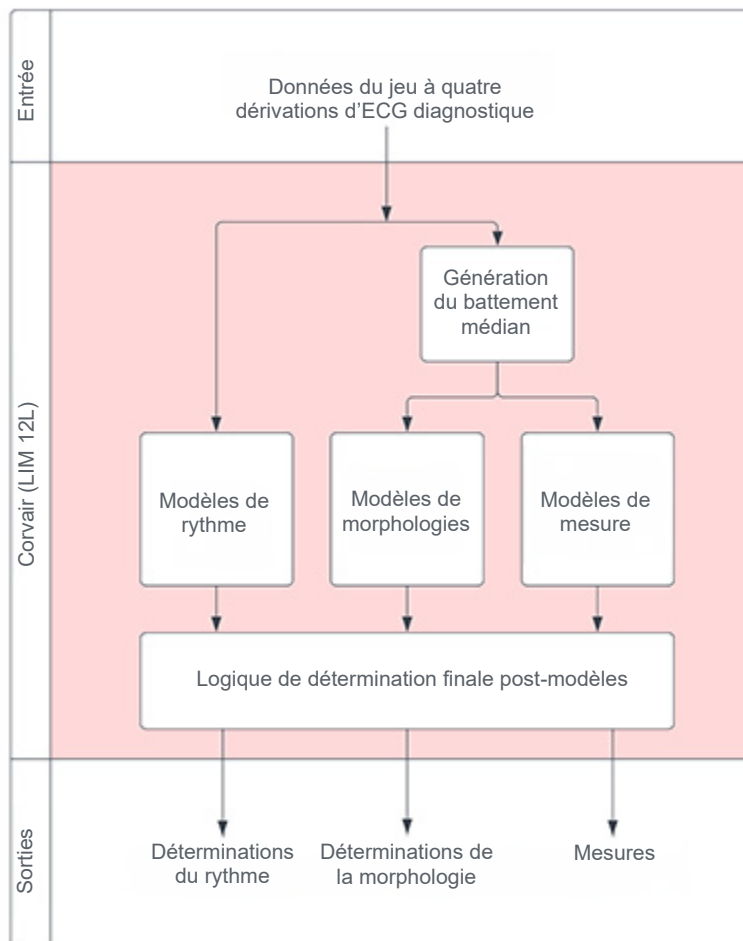 Entrée
Données du jeu à quatre
dérivations d’ECG diagnostique
Corvair (LIM 12L)
Génération
du battement
médian
Modèles de
rythme
Modèles de
morphologies
Modèles de
mesure
Logique de détermination finale post-modèles
Sorties
Déterminations
du rythme
Déterminations de
la morphologie
Mesures